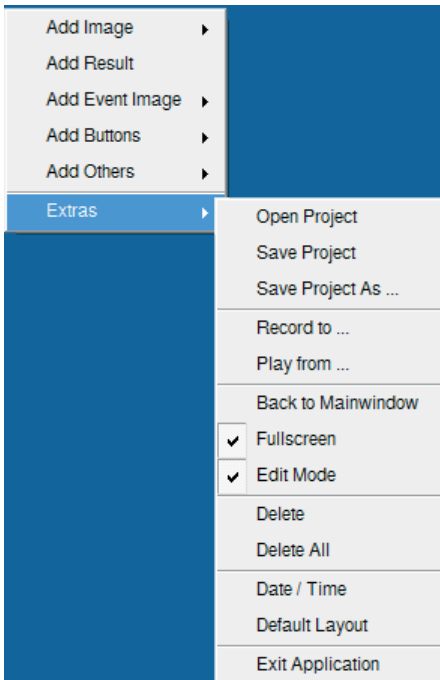 Add Image
Add Result
Add Event Image
Add Buttons
Add Others
Extras
Open Project
Save Project
Save Project As ...
Record to ...
Play from ...
Back to Mainwindow
Fullscreen
Edit Mode
Delete
Delete All
Date / Time
Default Layout
Exit Application